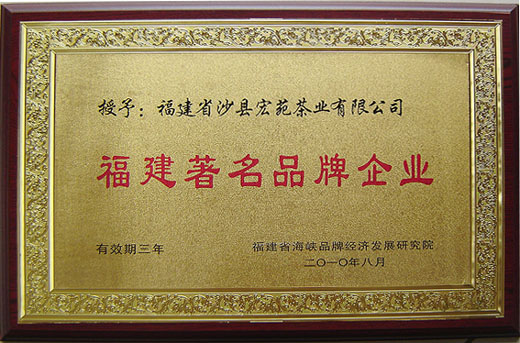 授予：福建省沙县宏苑茶业有限公司
福建著名品牌企业
有效期三年
福建省海峡品牌经济发展研究院
二〇一〇年八月